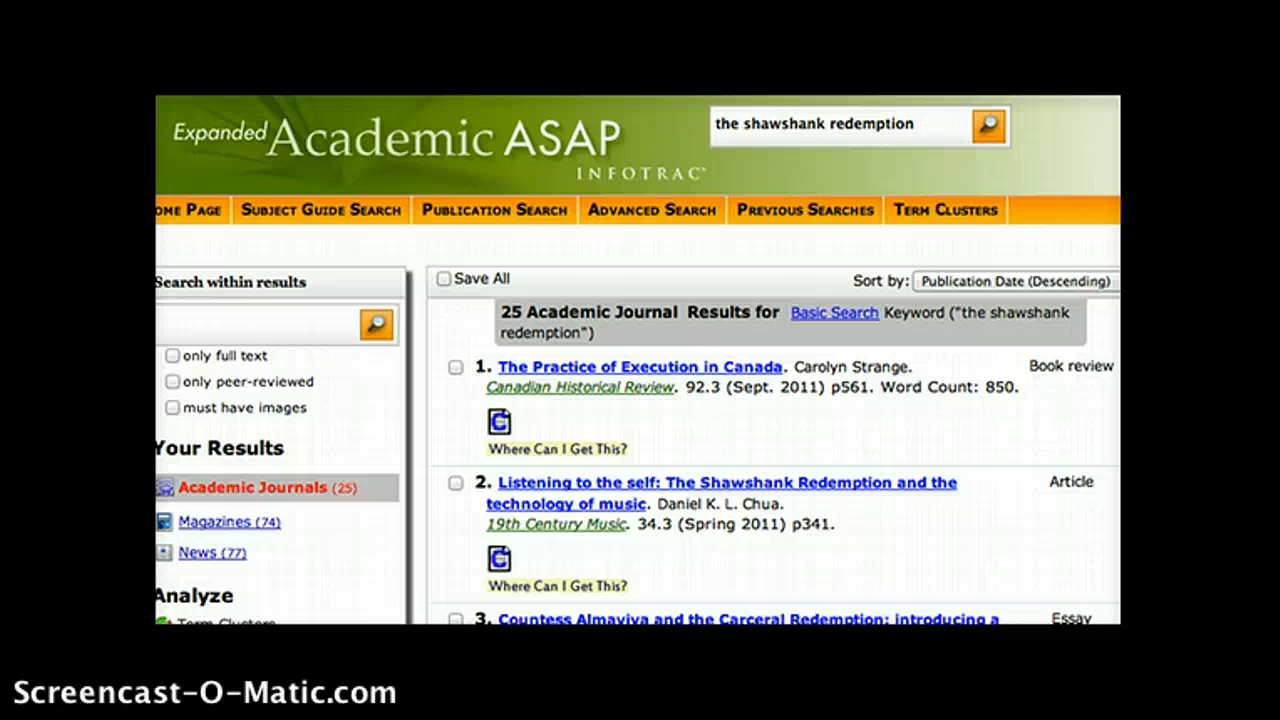 Expanded Academic ASAP
INFOTRAC®
the shawshank redemption
OME PAGE
SUBJECT GUIDE SEARCH
PUBLICATION SEARCH
ADVANCED SEARCH
PREVIOUS SEARCHES
TERM CLUSTERS
Search within results
only full text
only peer-reviewed
must have images
Your Results
Academic Journals (25)
Magazines (74)
News (77)
Analyze
Term Clusters
Save All
Sort by: Publication Date (Descending)
25 Academic Journal Results for Basic Search Keyword ("the shawshank
redemption")
1. The Practice of Execution in Canada. Carolyn Strange.
Book review
Canadian Historical Review. 92.3 (Sept. 2011) p561. Word Count: 850.
Where Can I Get This?
2. Listening to the self: The Shawshank Redemption and the
Article
technology of music. Daniel K. L. Chua.
19th Century Music. 34.3 (Spring 2011) p341.
Where Can I Get This?
3. Countess Almaviva and the Carceral Redemption: introducing a
Essay
Screencast-O-Matic.com